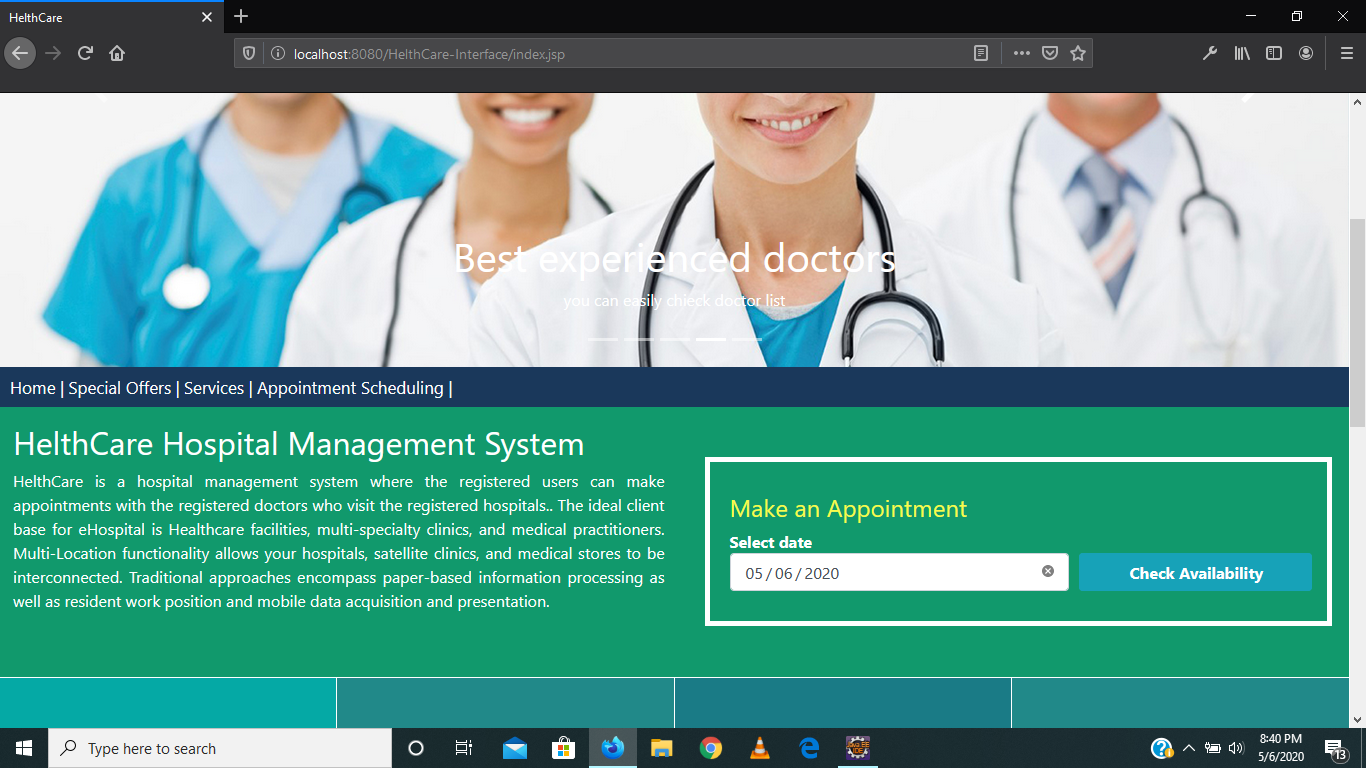 HelthCare
localhost:8080/HelthCare-Interface/index.jsp
Best experienced doctors
you can easily chieck doctor list
Home | Special Offers | Services | Appointment Scheduling |
HelthCare Hospital Management System
HelthCare is a hospital management system where the registered users can make
appointments with the registered doctors who visit the registered hospitals.. The ideal client
base for eHospital is Healthcare facilities, multi-specialty clinics, and medical practitioners.
Multi-Location functionality allows your hospitals, satellite clinics, and medical stores to be
interconnected. Traditional approaches encompass paper-based information processing as
well as resident work position and mobile data acquisition and presentation.
Make an Appointment
Select date
05 / 06 / 2020
Check Availability
Type here to search
8:40 PM
5/6/2020
13